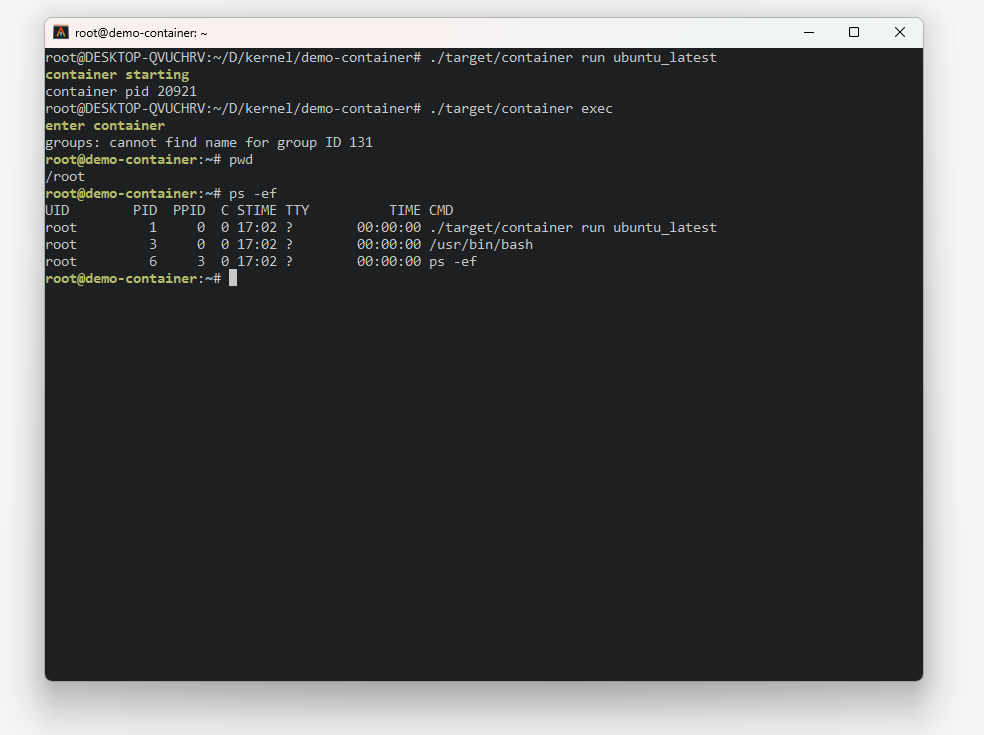 root@demo-container: ~
root@DESKTOP-QVUCHRV:~/D/kernel/demo-container# ./target/container run ubuntu_latest
container starting
container pid 20921
root@DESKTOP-QVUCHRV:~/D/kernel/demo-container# ./target/container exec
enter container
groups: cannot find name for group ID 131
root@demo-container:~# pwd
/root
root@demo-container:~# ps -ef
UID        PID  PPID  C STIME TTY          TIME CMD
root         1     0  0 17:02 ?        00:00:00 ./target/container run ubuntu_latest
root         3     0  0 17:02 ?        00:00:00 /usr/bin/bash
root         6     3  0 17:02 ?        00:00:00 ps -ef
root@demo-container:~#